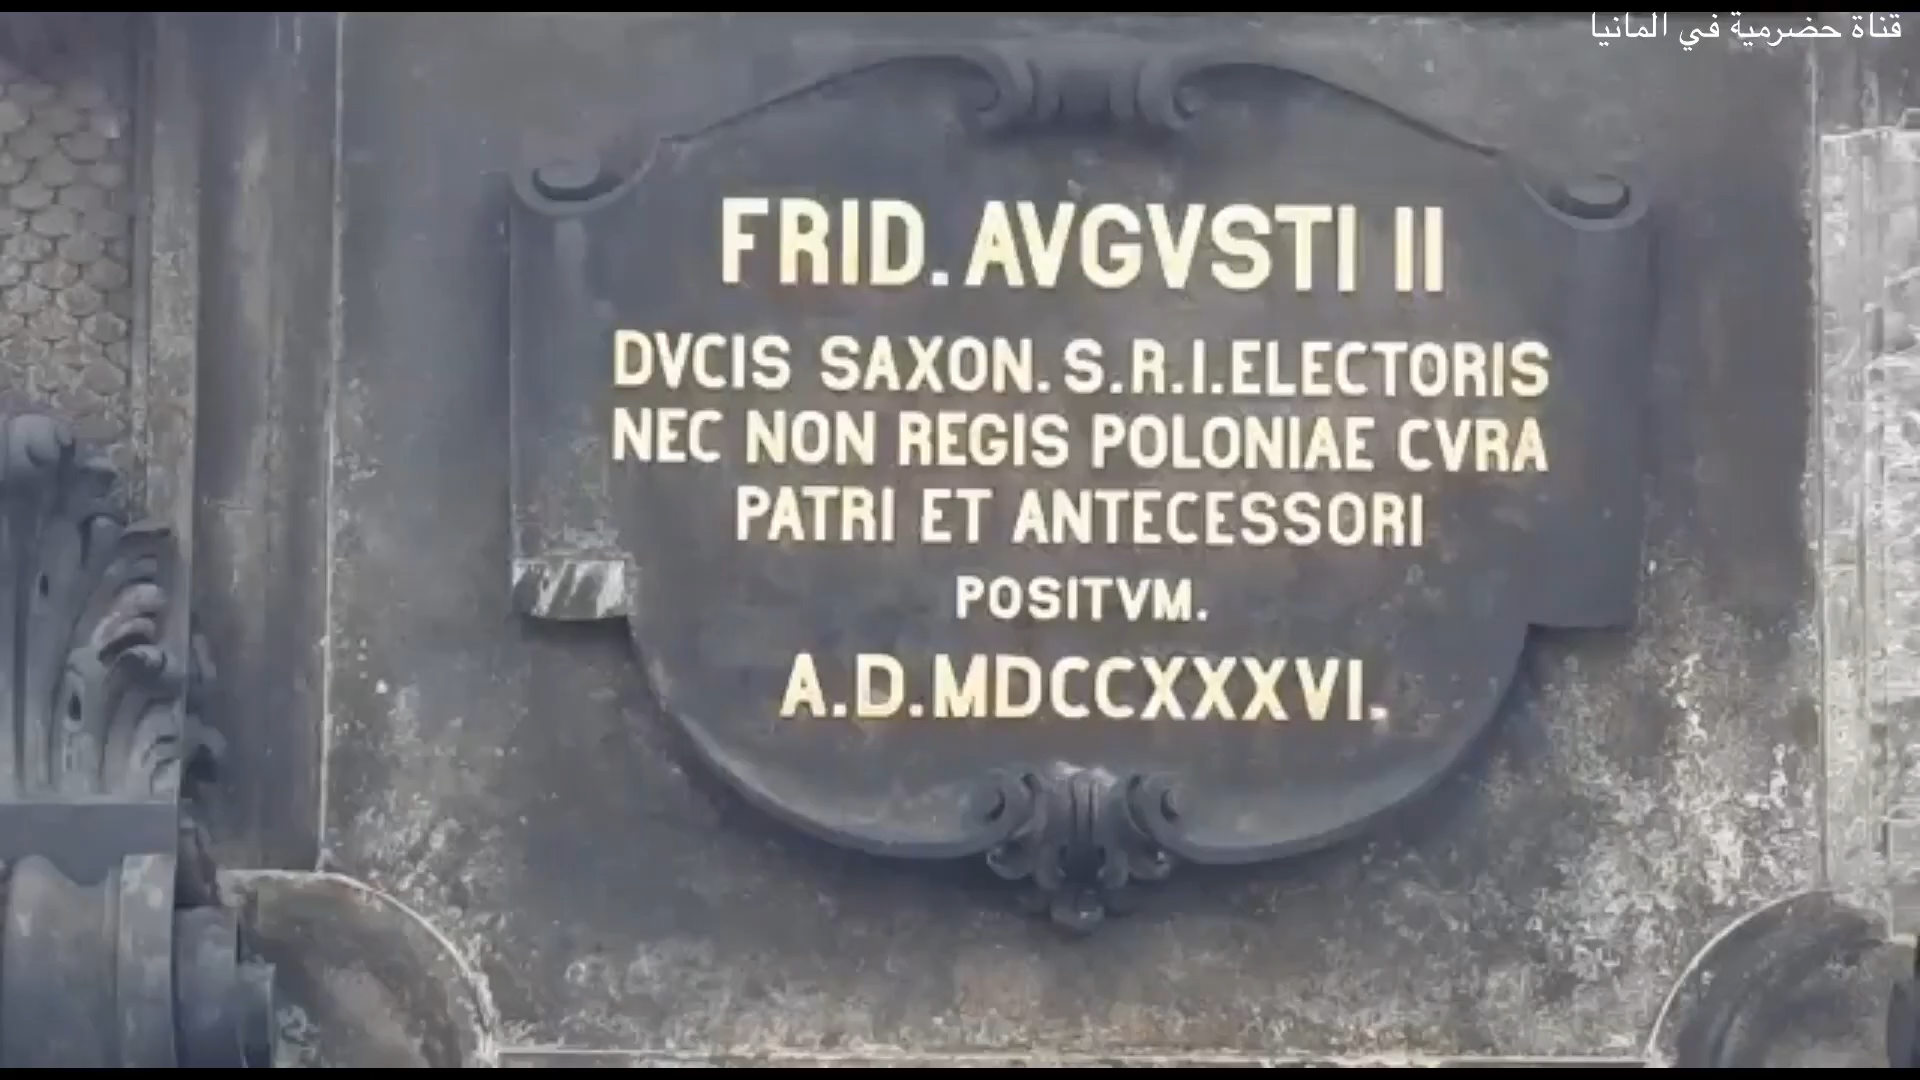 قناة حضرمية في المانيا
FRID. AVGVSTI II
DVCIS SAXON. S.R.I. ELECTORIS
NEC NON REGIS POLONIAE CVRA
PATRI ET ANTECESSORI
POSITVM.
A.D. MDCCXXXVI.